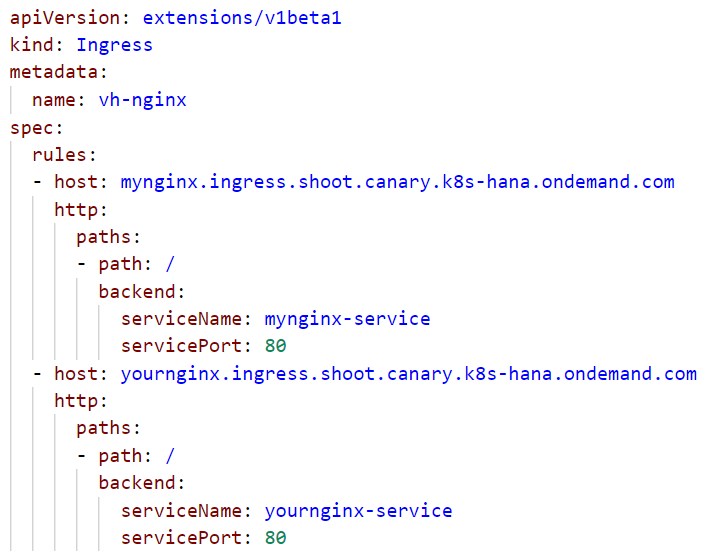 apiVersion: extensions/v1beta1
kind: Ingress
metadata:
  name: vh-nginx
spec:
  rules:
  - host: mynginx.ingress.shoot.canary.k8s-hana.ondemand.com
    http:
      paths:
      - path: /
        backend:
          serviceName: mynginx-service
          servicePort: 80
  - host: yournginx.ingress.shoot.canary.k8s-hana.ondemand.com
    http:
      paths:
      - path: /
        backend:
          serviceName: yournginx-service
          servicePort: 80